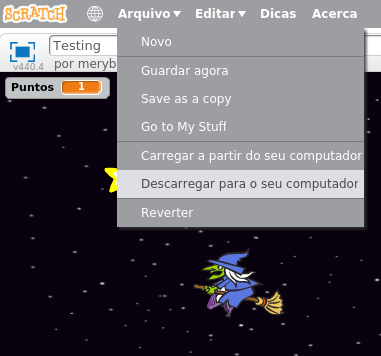 SCRATCH Arquivo Editar Dicas Acerca
Testing
por meryb
v440.4
Puntos 1
Novo
Guardar agora
Save as a copy
Go to My Stuff
Carregar a partir do seu computador
Descarregar para o seu computador
Reverter